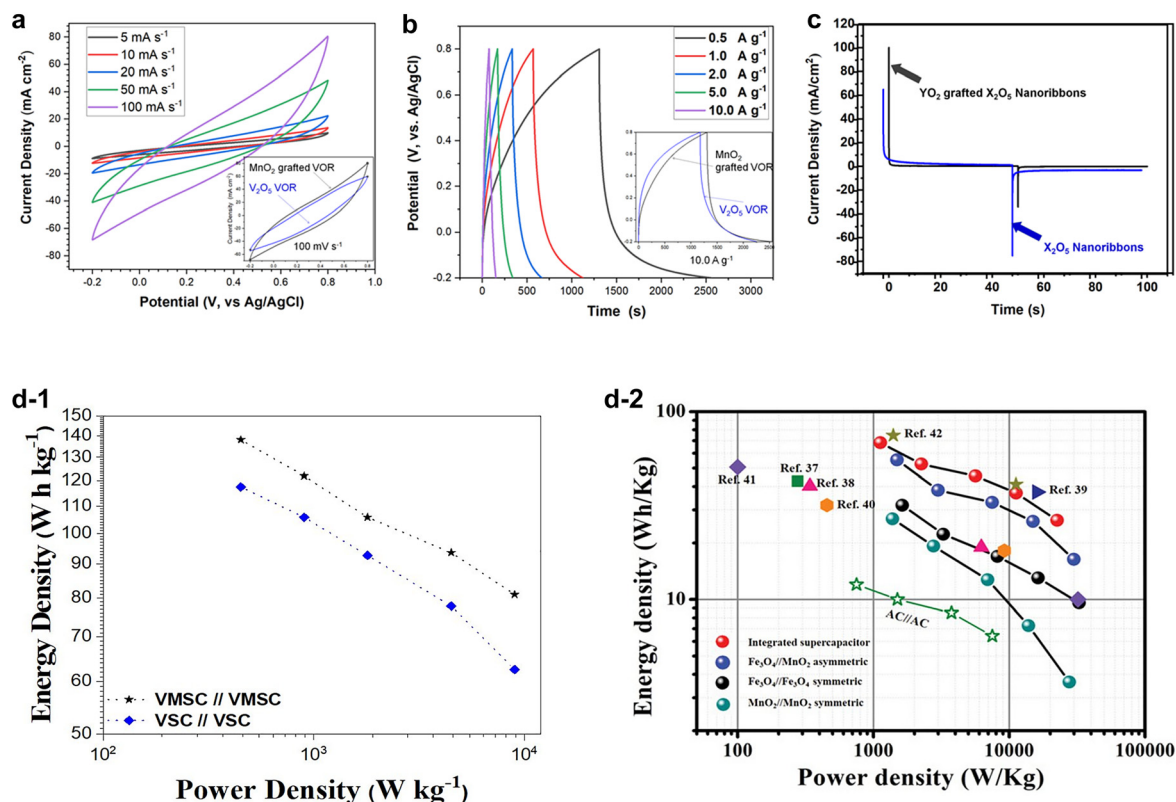 a
Current Density (mA cm⁻²)
80
60
40
20
0
-20
-40
-60
-80
5 mA s⁻¹
10 mA s⁻¹
20 mA s⁻¹
50 mA s⁻¹
100 mA s⁻¹
MnO₂ grafted VOR
V₂O₅ VOR
100 mV s⁻¹
Current Density (mA cm⁻²)
-0.2 0.0 0.2 0.4 0.6 0.8 1
Potential (V, vs Ag/AgCl)
b
Potential (V, vs. Ag/AgCl)
0.8
0.6
0.4
0.2
0.0
-0.2
0.5 A g⁻¹
1.0 A g⁻¹
2.0 A g⁻¹
5.0 A g⁻¹
10.0 A g⁻¹
MnO₂
grafted VOR
V₂O₅ VOR
0 500 1000 1500 2000 2500
10.0 A g⁻¹
0 500 1000 1500 2000 2500
Time (s)
c
Current Density (mA/cm²)
120
100
80
60
40
20
0
-20
-40
-60
-80
YO₂ grafted X₂O₅ Nanoribbons
X₂O₅ Nanoribbons
0 20 40 60 80 100
Time (s)
d-1
Energy Density (W h kg⁻¹)
150
140
130
120
110
100
90
80
70
60
50
VMSC // VMSC
VSC // VSC
10² 10³ 10⁴
Power Density (W kg⁻¹)
d-2
Energy density (Wh/Kg)
100
10
Ref. 42
Ref. 41
Ref. 37
Ref. 38
Ref. 39
Ref. 40
AC//AC
Integrated supercapacitor
Fe₃O₄//MnO₂ asymmetric
Fe₃O₄//Fe₃O₄ symmetric
MnO₂//MnO₂ symmetric
100 1000 10000 100000
Power density (W/Kg)